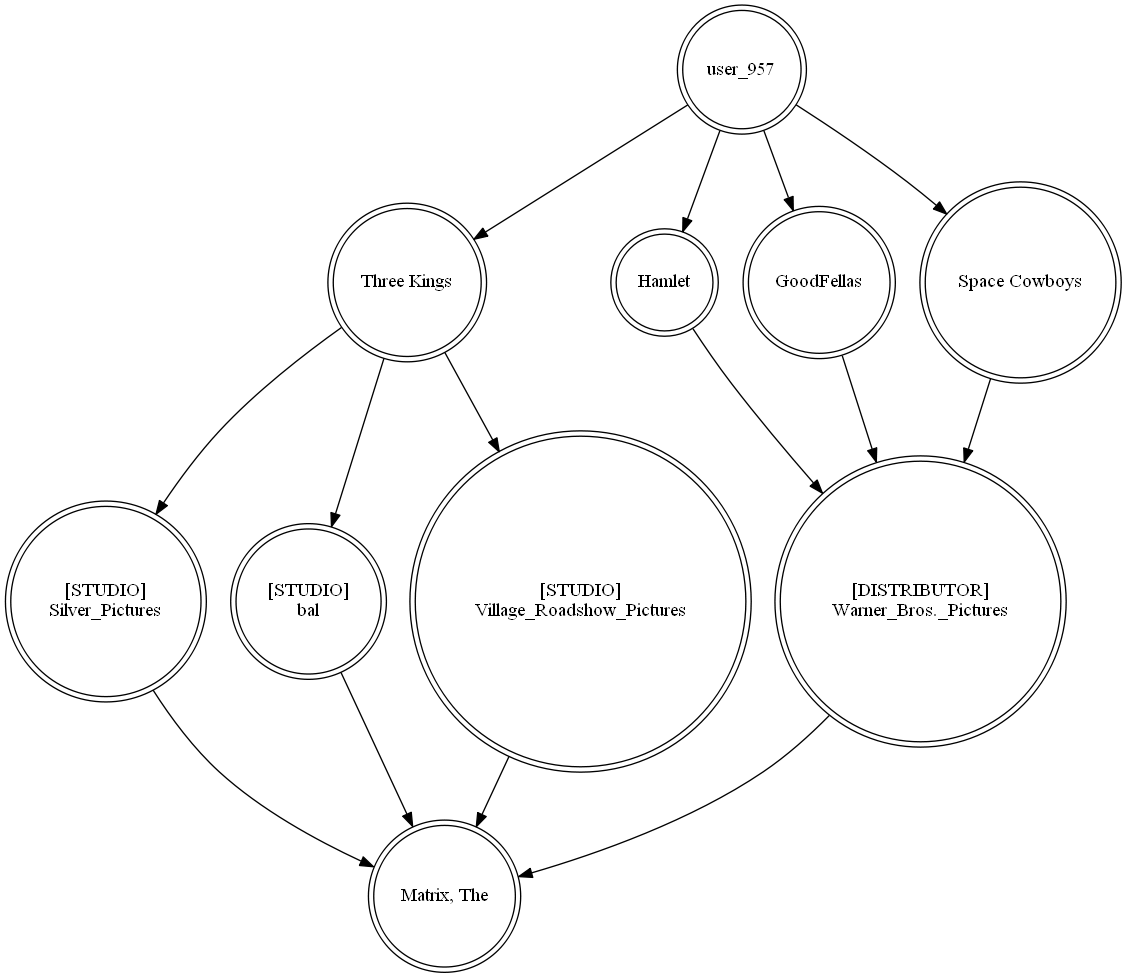 user_957
Three Kings
Hamlet
GoodFellas
Space Cowboys
[STUDIO]
Silver_Pictures
[STUDIO]
bal
[STUDIO]
Village_Roadshow_Pictures
[DISTRIBUTOR]
Warner_Bros._Pictures
Matrix, The